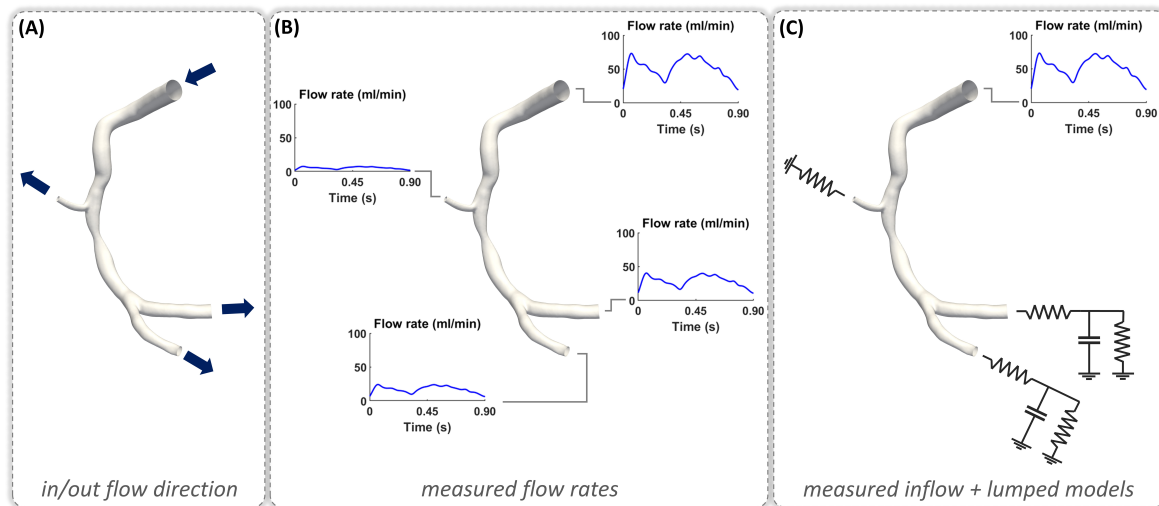 (A)
in/out flow direction
(B)
Flow rate (ml/min)
100
50
0
0 0.45 0.90
Time (s)
Flow rate (ml/min)
100
50
0
0 0.45 0.90
Time (s)
Flow rate (ml/min)
100
50
0
0 0.45 0.90
Time (s)
Flow rate (ml/min)
100
50
0
0 0.45 0.90
Time (s)
measured flow rates
(C)
Flow rate (ml/min)
100
50
0
0 0.45 0.90
Time (s)
measured inflow + lumped models